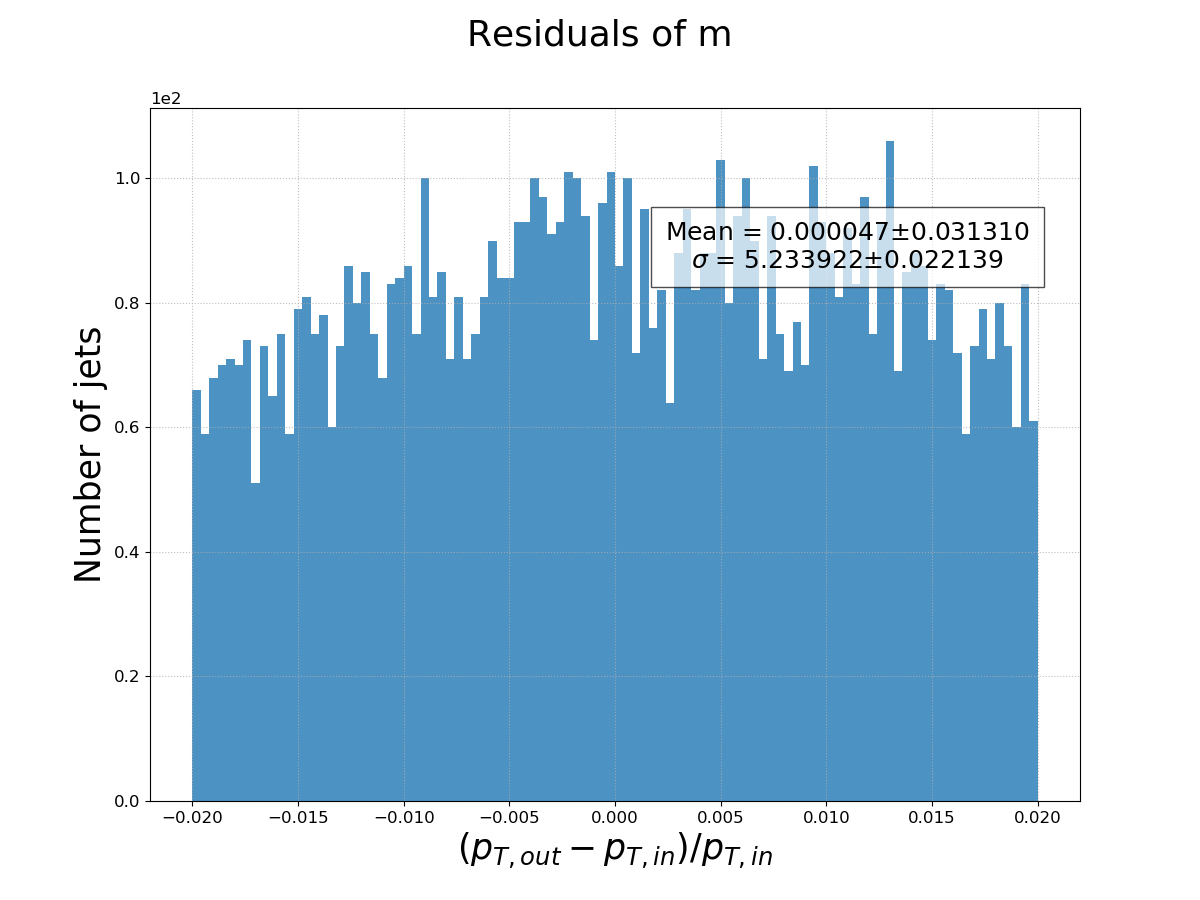 Residuals of m
1e2
1.0
0.8
0.6
0.4
0.2
0.0
Number of jets
Mean = 0.000047±0.031310
σ = 5.233922±0.022139
−0.020 −0.015 −0.010 −0.005 0.000 0.005 0.010 0.015 0.020
(p_{T,out} − p_{T,in})/p_{T,in}